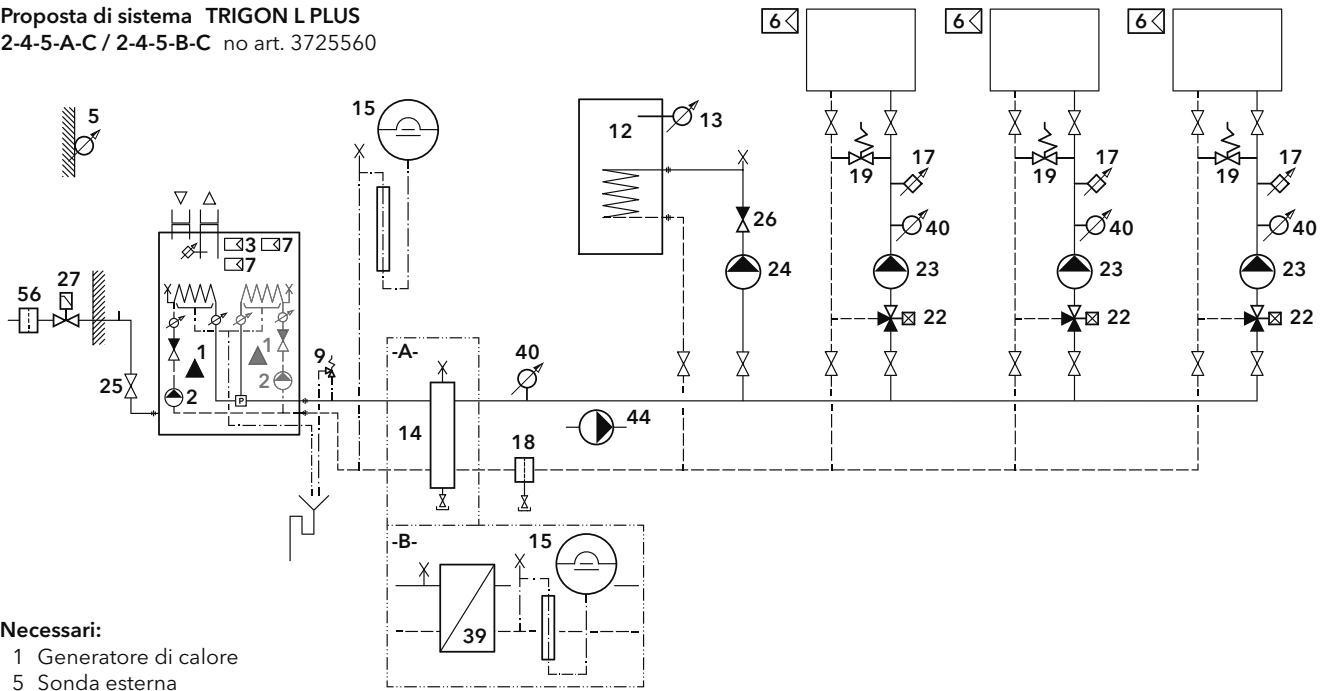 Proposta di sistema TRIGON L PLUS
2-4-5-A-C / 2-4-5-B-C no art. 3725560
6 6 6
5
15
12
13
17 17 17
19 19 19
26
40 40 40
3 7
7
24
23 23 23
56
27
22 22 22
1
1
9
-A-
40
25
2
2
P
14
44
18
-B-
15
39
Necessari:
1 Generatore di calore
5 Sonda esterna